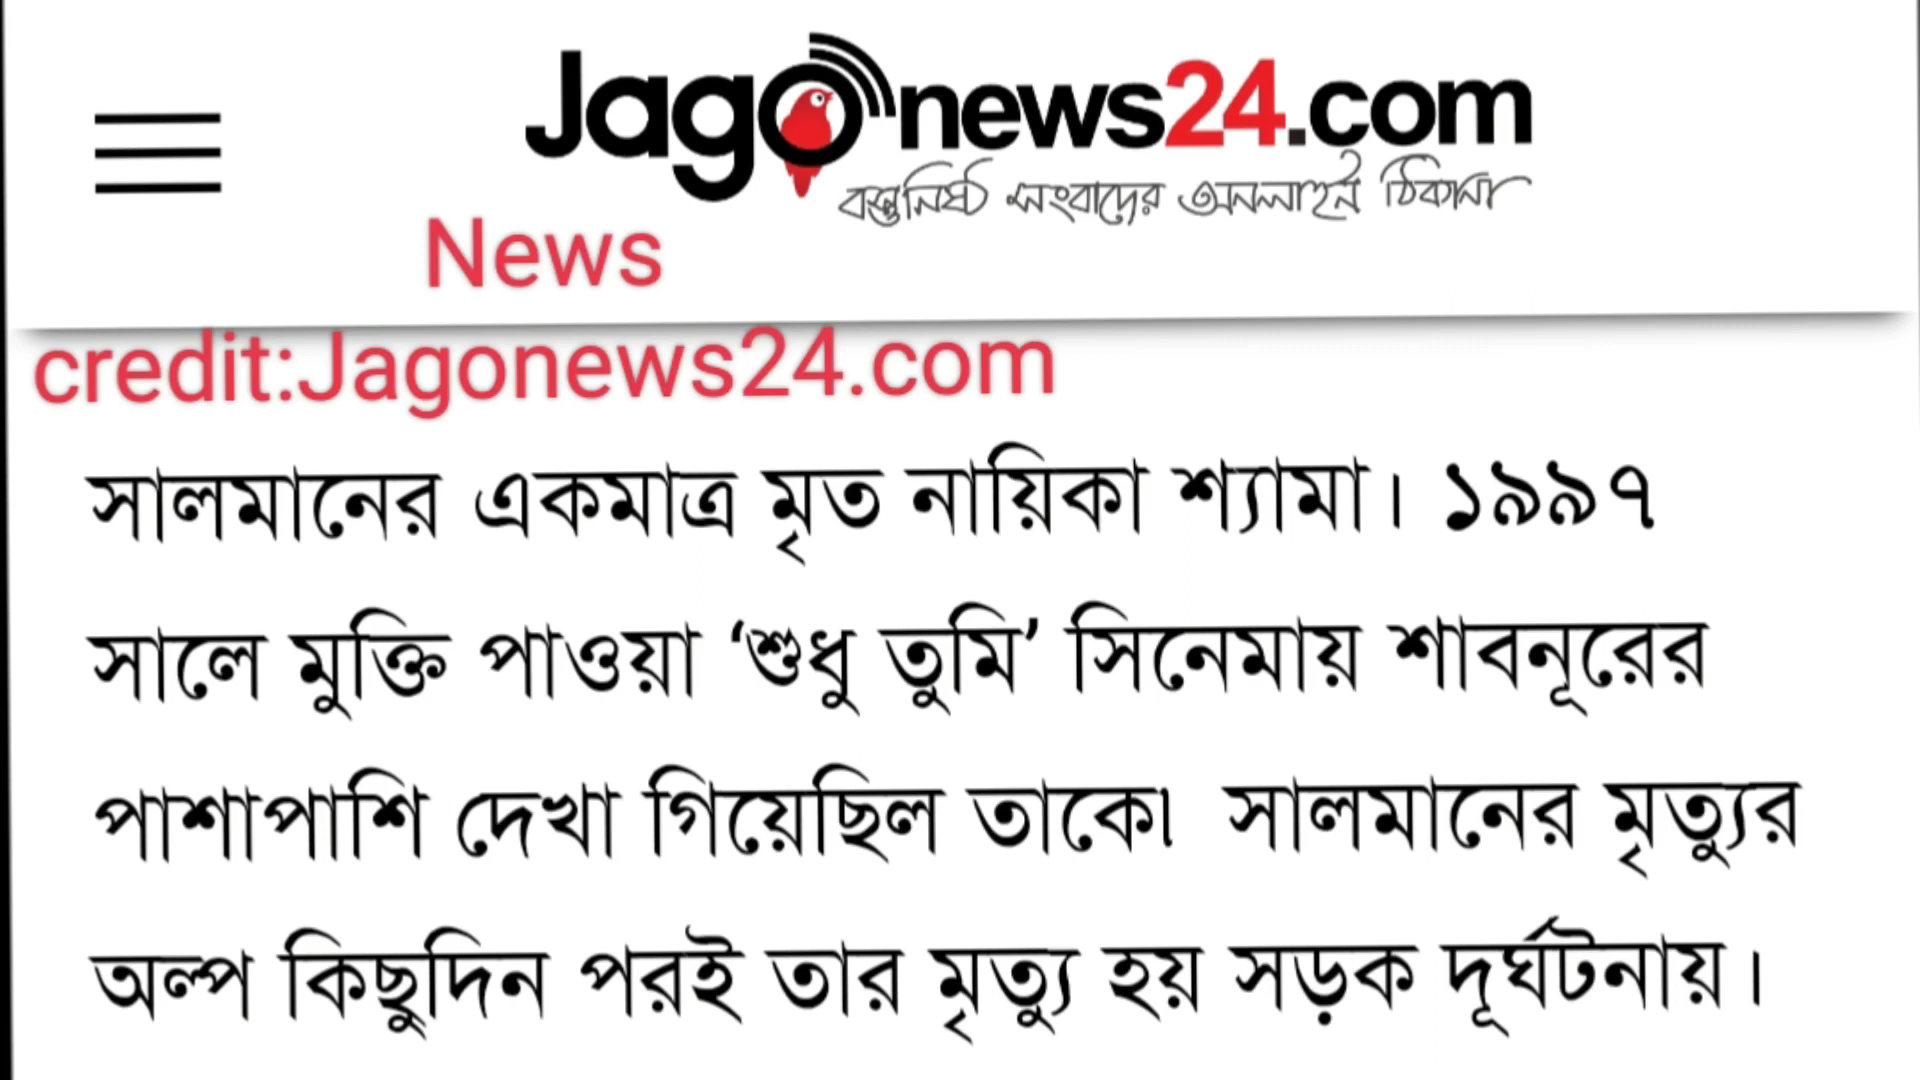 Jagonews24.com
বস্তুনিষ্ঠ সংবাদের অনলাইন ঠিকানা
News
credit:Jagonews24.com
সালমানের একমাত্র মৃত নায়িকা শ্যামা। ১৯৯৭
সালে মুক্তি পাওয়া ‘শুধু তুমি’ সিনেমায় শাবনূরের
পাশাপাশি দেখা গিয়েছিল তাকে৷ সালমানের মৃত্যুর
অল্প কিছুদিন পরই তার মৃত্যু হয় সড়ক দূর্ঘটনায়।